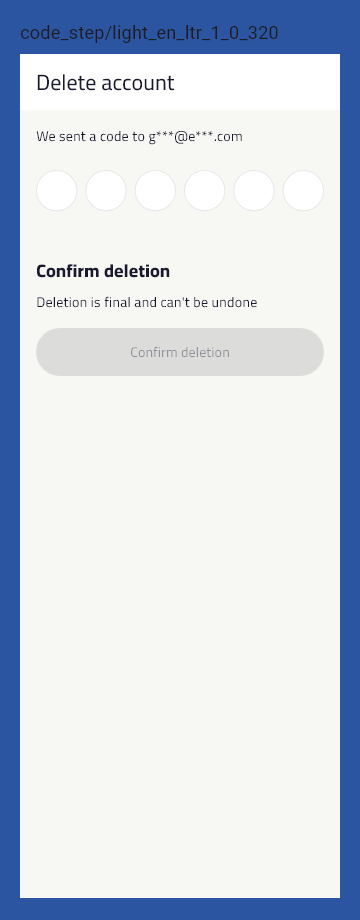 code_step/light_en_ltr_1_0_320
Delete account
We sent a code to g***@e***.com
Confirm deletion
Deletion is final and can't be undone
Confirm deletion